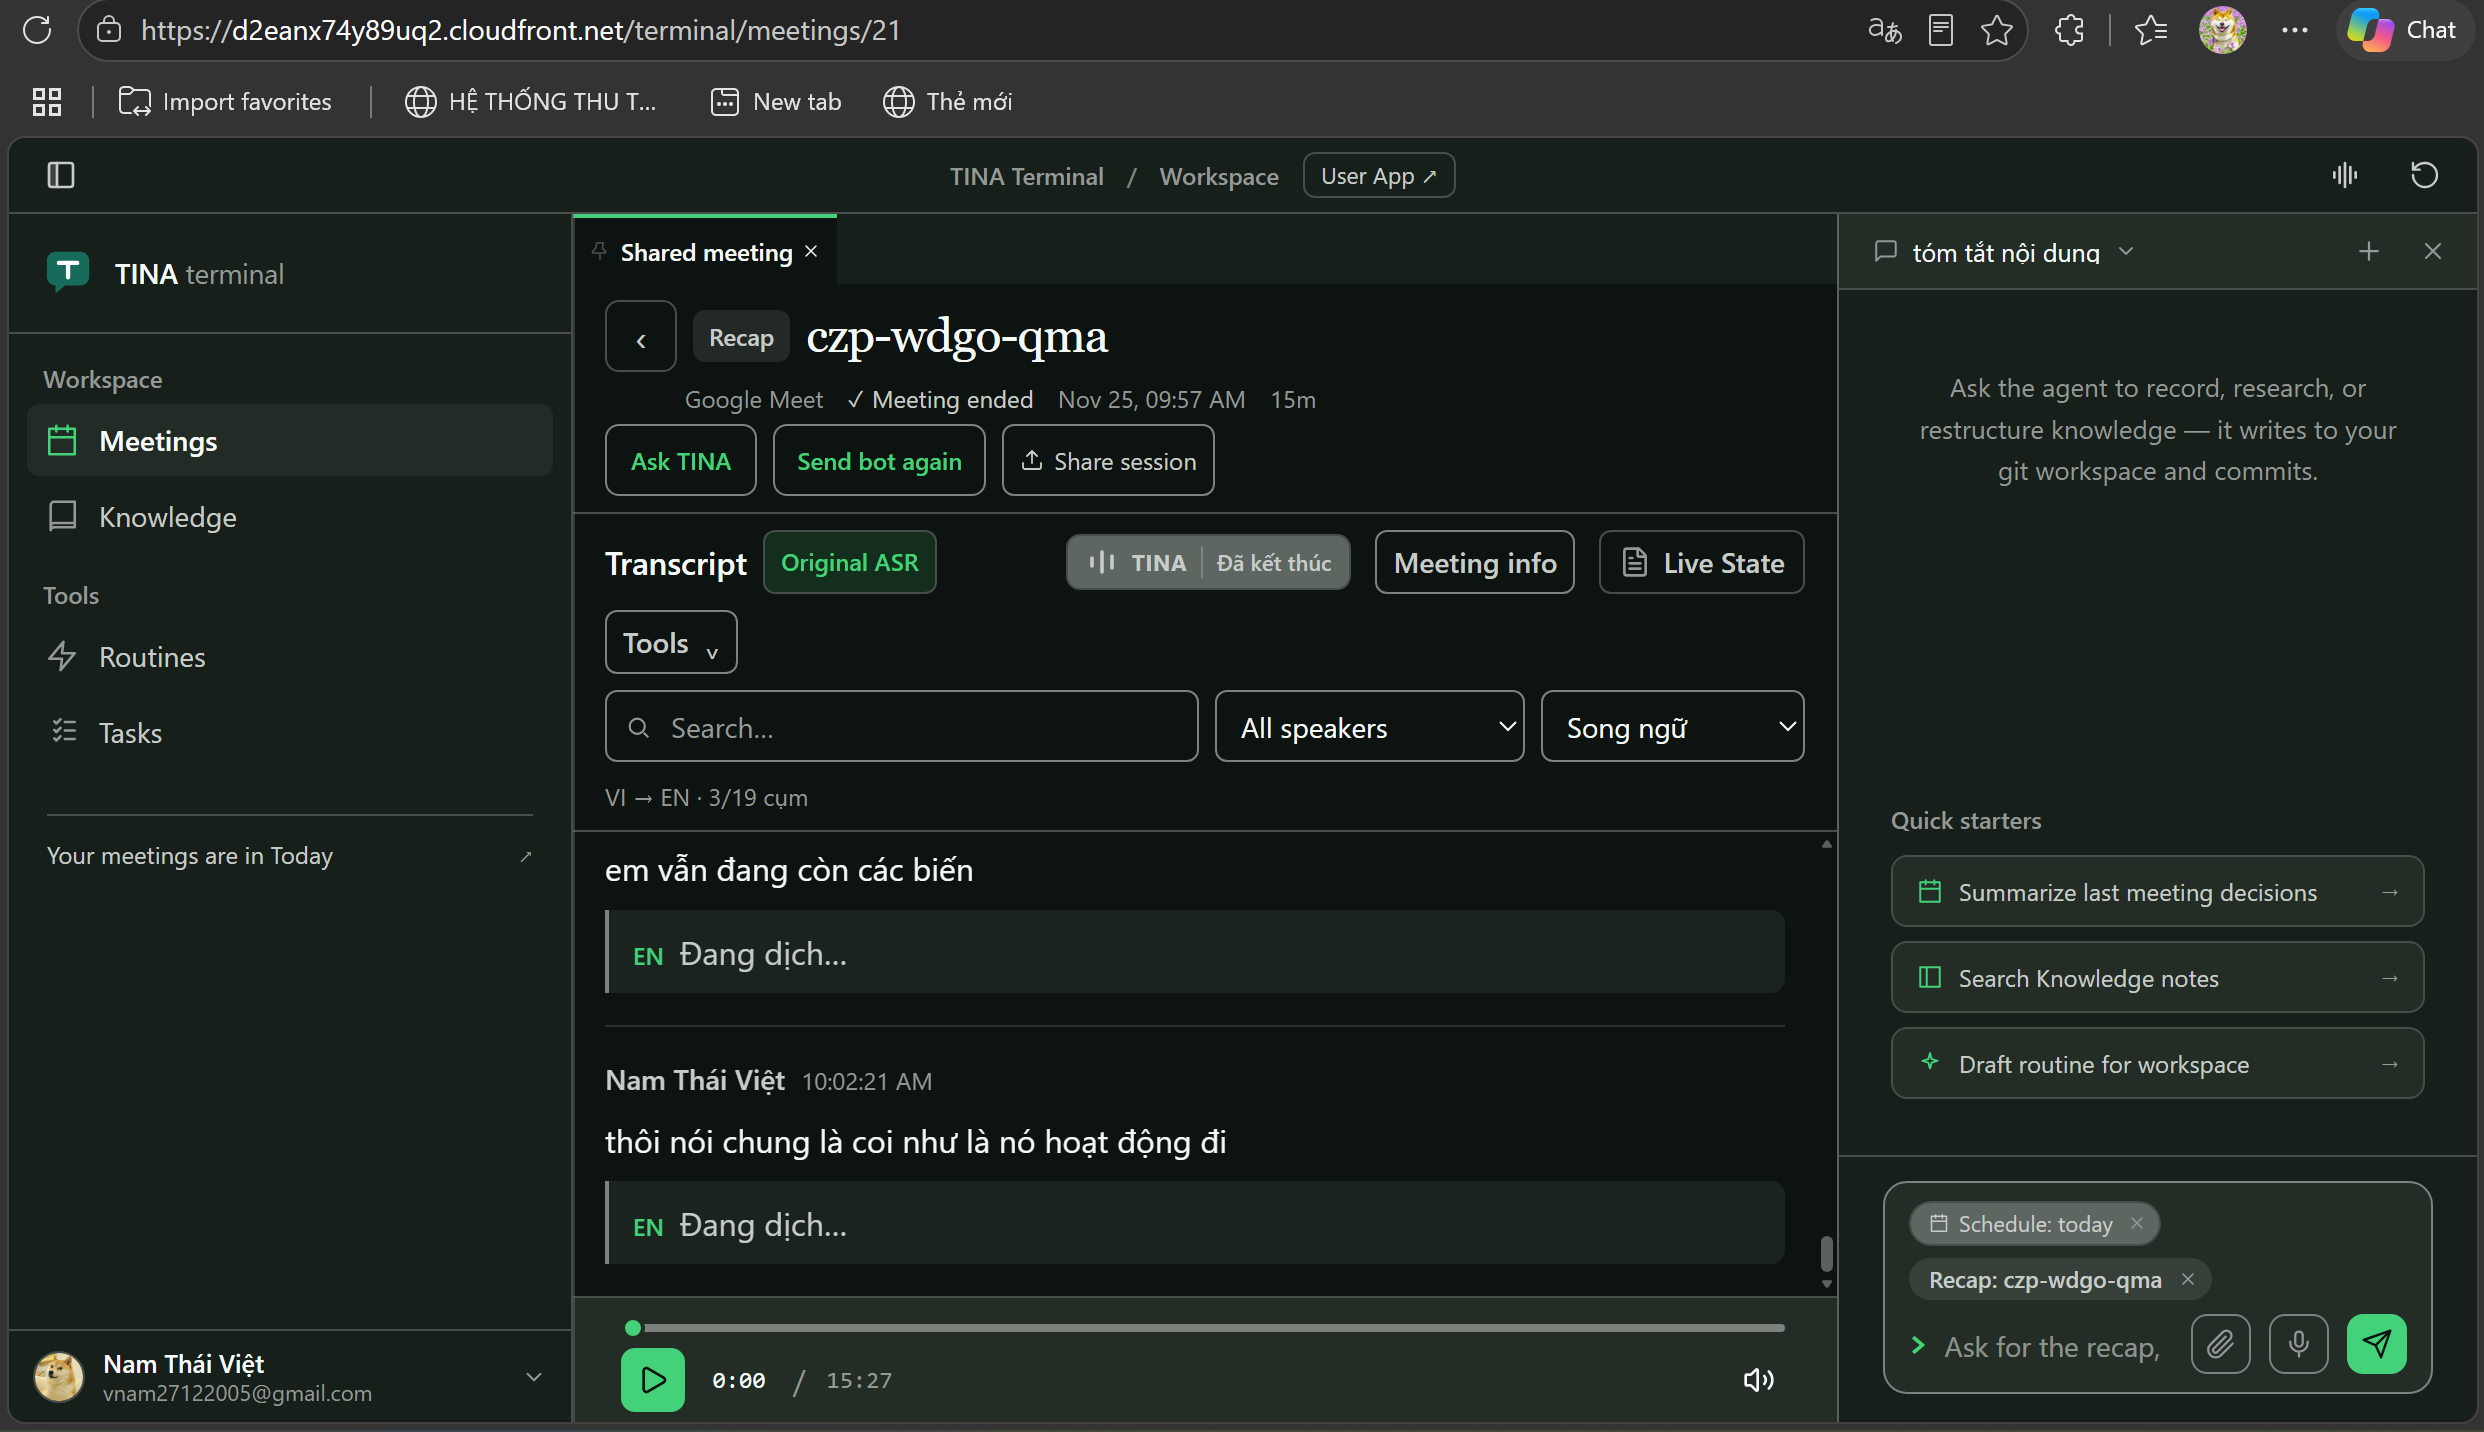 https://d2eanx74y89uq2.cloudfront.net/terminal/meetings/21
Chat
Import favorites
HỆ THỐNG THU T...
New tab
Thẻ mới
TINA Terminal / Workspace
User App ↗
TINA terminal
Workspace
Meetings
Knowledge
Tools
Routines
Tasks
Your meetings are in Today ↗
Nam Thái Việt
vnam27122005@gmail.com
Shared meeting ×
‹ Recap czp-wdgo-qma
Google Meet ✓ Meeting ended Nov 25, 09:57 AM 15m
Ask TINA
Send bot again
Share session
Transcript
Original ASR
TINA | Đã kết thúc
Meeting info
Live State
Tools v
Search...
All speakers
Song ngữ
VI → EN · 3/19 cụm
em vẫn đang còn các biến
EN Đang dịch...
Nam Thái Việt 10:02:21 AM
thôi nói chung là coi như là nó hoạt động đi
EN Đang dịch...
0:00 / 15:27
tóm tắt nội dung
Ask the agent to record, research, or
restructure knowledge — it writes to your
git workspace and commits.
Quick starters
Summarize last meeting decisions →
Search Knowledge notes →
Draft routine for workspace →
Schedule: today ×
Recap: czp-wdgo-qma ×
Ask for the recap,